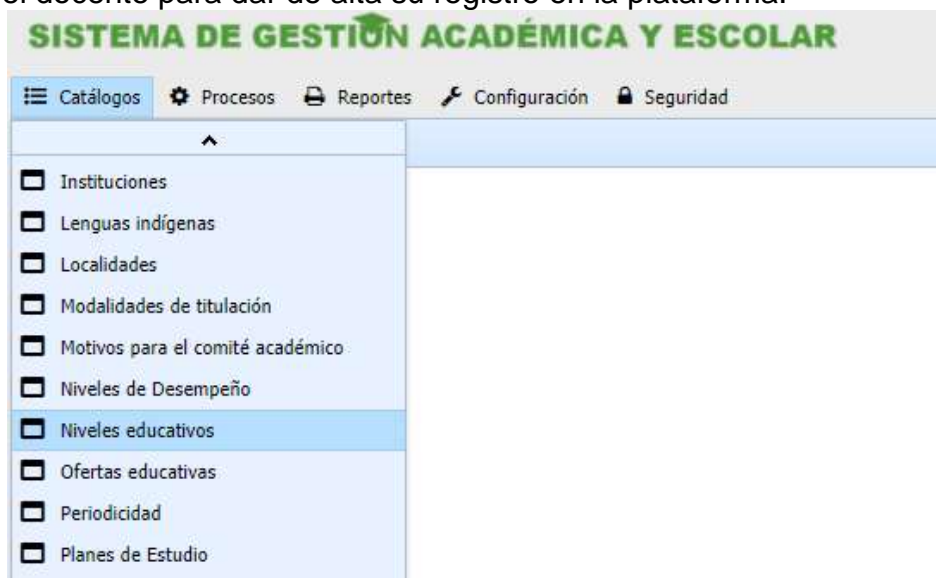 el docente para dar de alta su registro en la plataforma.
SISTEMA DE GESTIÓN ACADÉMICA Y ESCOLAR
Catálogos Procesos Reportes Configuración Seguridad
Instituciones
Lenguas indígenas
Localidades
Modalidades de titulación
Motivos para el comité académico
Niveles de Desempeño
Niveles educativos
Ofertas educativas
Periodicidad
Planes de Estudio